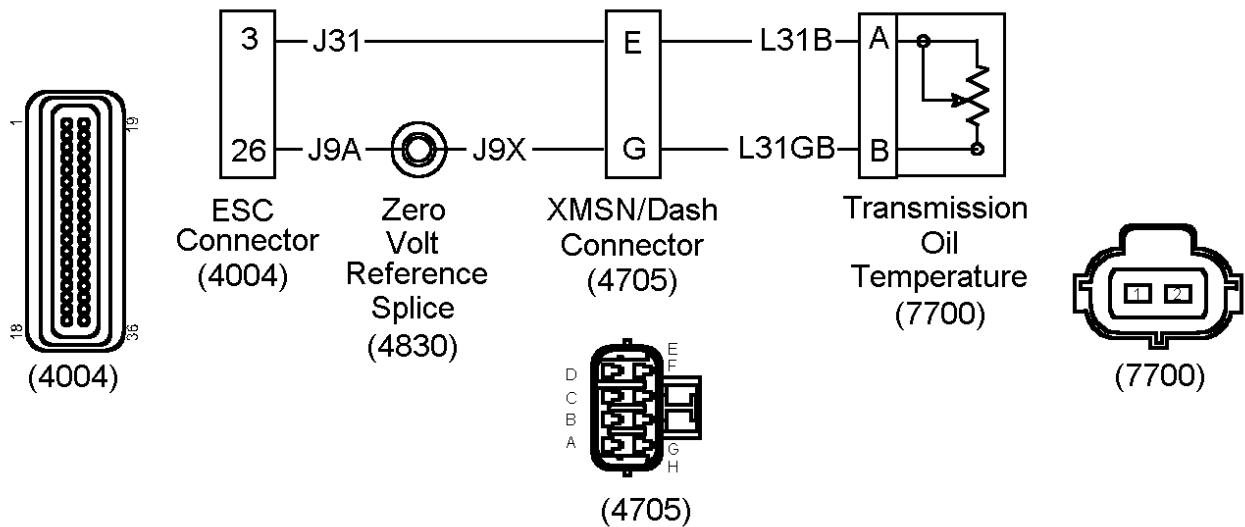 3 J31 E L31B A
26 J9A J9X G L31GB B
1 19
18 36
(4004)
ESC
Connector
(4004)
Zero
Volt
Reference
Splice
(4830)
XMSN/Dash
Connector
(4705)
Transmission
Oil
Temperature
(7700)
1 2
(7700)
D
C
B
A
E
F
G
H
(4705)